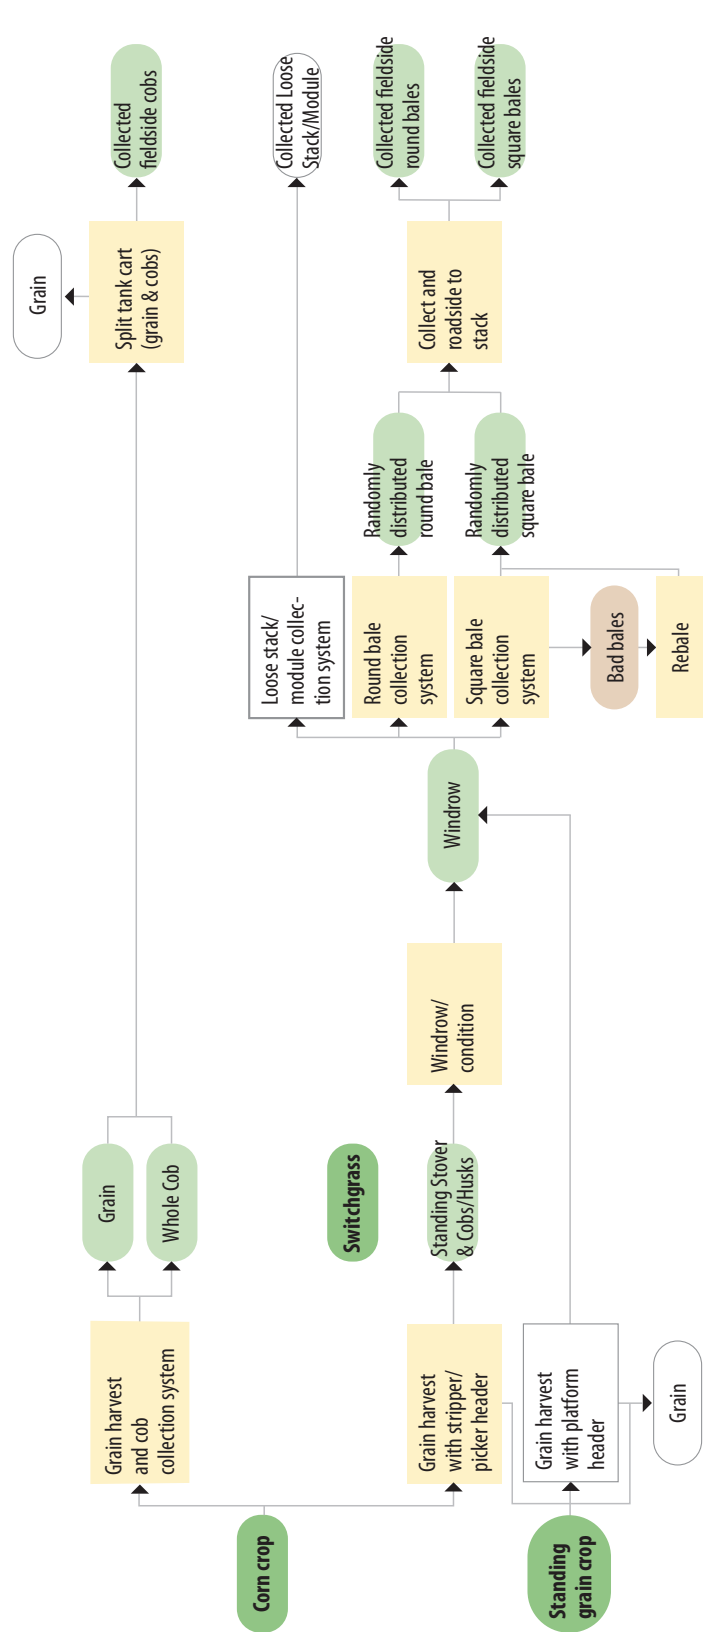 Corn crop
Standing
grain crop
Grain harvest
and cob
collection system
Grain harvest
with stripper/
picker header
Grain harvest
with platform
header
Grain
Grain
Whole Cob
Switchgrass
Standing Stover
& Cobs/Husks
Windrow/
condition
Windrow
Loose stack/
module collec-
tion system
Round bale
collection
system
Square bale
collection
system
Bad bales
Rebale
Randomly
distributed
round bale
Randomly
distributed
square bale
Split tank cart
(grain & cobs)
Grain
Collect and
roadside to
stack
Collected
fieldside cobs
Collected Loose
Stack/Module
Collected fieldside
round bales
Collected fieldside
square bales